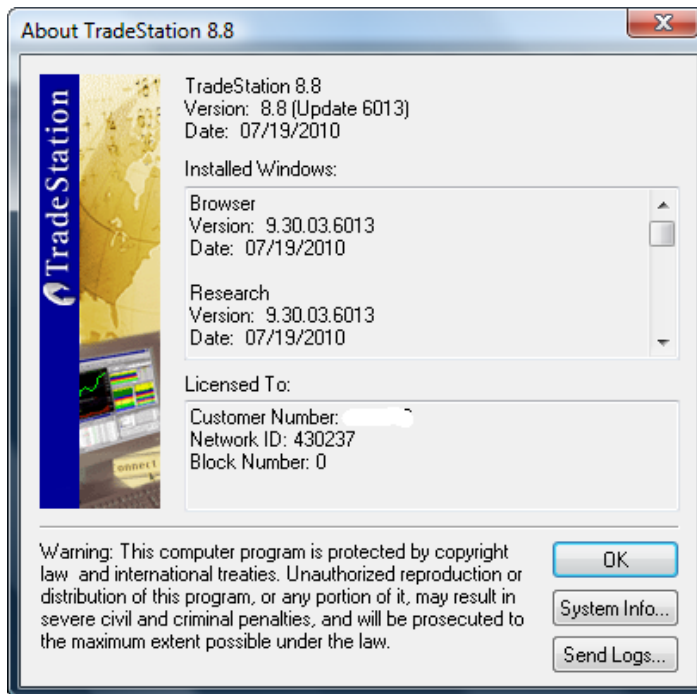 About TradeStation 8.8
TradeStation
TradeStation 8.8
Version: 8.8 (Update 6013)
Date: 07/19/2010
Installed Windows:
Browser
Version: 9.30.03.6013
Date: 07/19/2010
Research
Version: 9.30.03.6013
Date: 07/19/2010
Licensed To:
Customer Number:
Network ID: 430237
Block Number: 0
onnect
Warning: This computer program is protected by copyright
law and international treaties. Unauthorized reproduction or
distribution of this program, or any portion of it, may result in
severe civil and criminal penalties, and will be prosecuted to
the maximum extent possible under the law.
OK
System Info...
Send Logs...